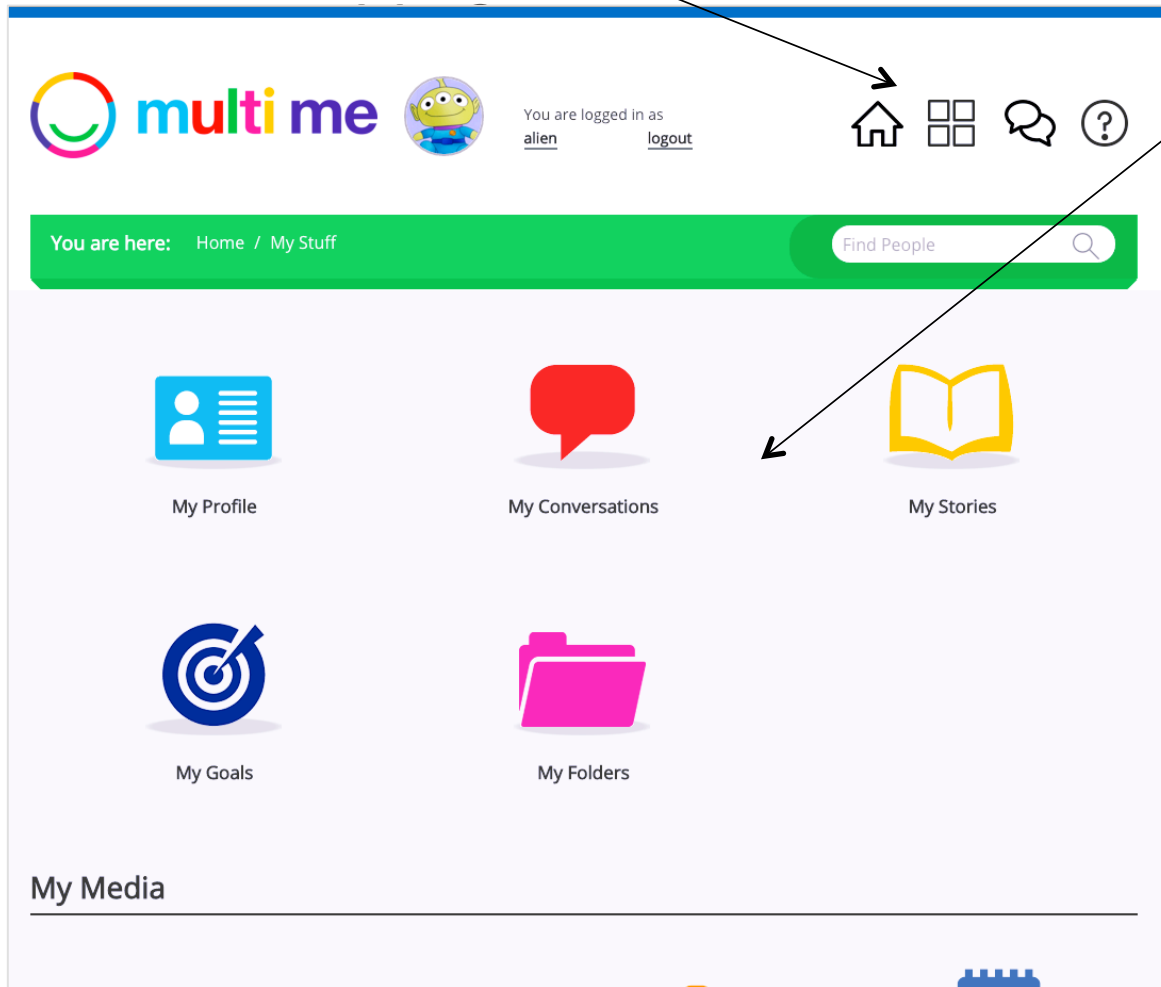 multi me
You are logged in as
alien logout
You are here: Home / My Stuff
Find People
My Profile
My Conversations
My Stories
My Goals
My Folders
My Media